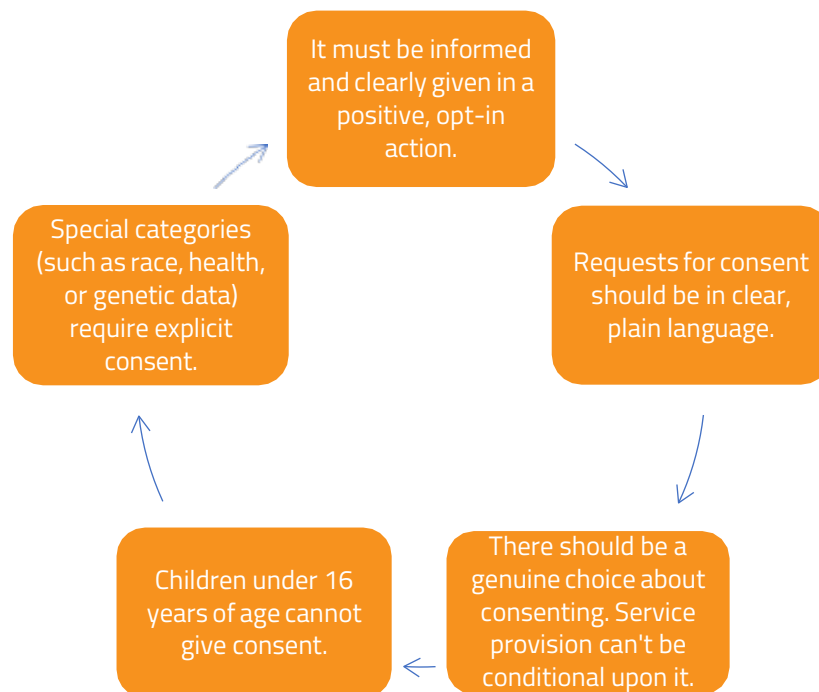 It must be informed
and clearly given in a
positive, opt-in
action.
Requests for consent
should be in clear,
plain language.
There should be a
genuine choice about
consenting. Service
provision can't be
conditional upon it.
Children under 16
years of age cannot
give consent.
Special categories
(such as race, health,
or genetic data)
require explicit
consent.